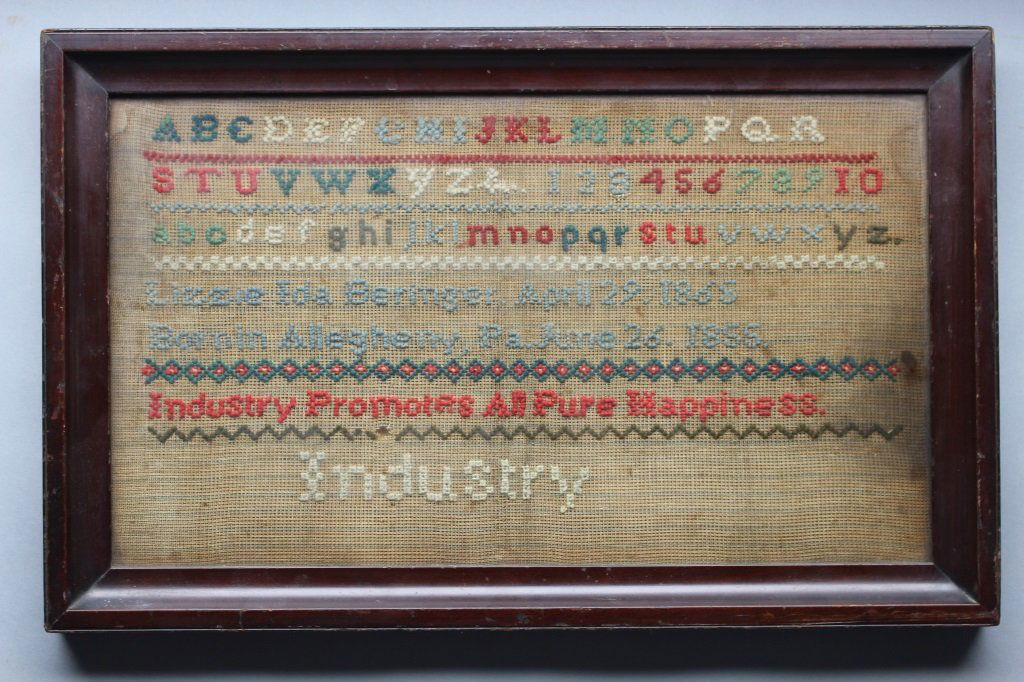 ABCDEFGHIJKLMNOPQR
STUVWXYZ&. 12345678910
abcdefghijklmnopqrstuvwxyz.
Lizzie Ida Beringer, April 29. 1865
Born in Allegheny, Pa. June 26. 1855.
Industry Promotes All Pure Happiness.
Industry